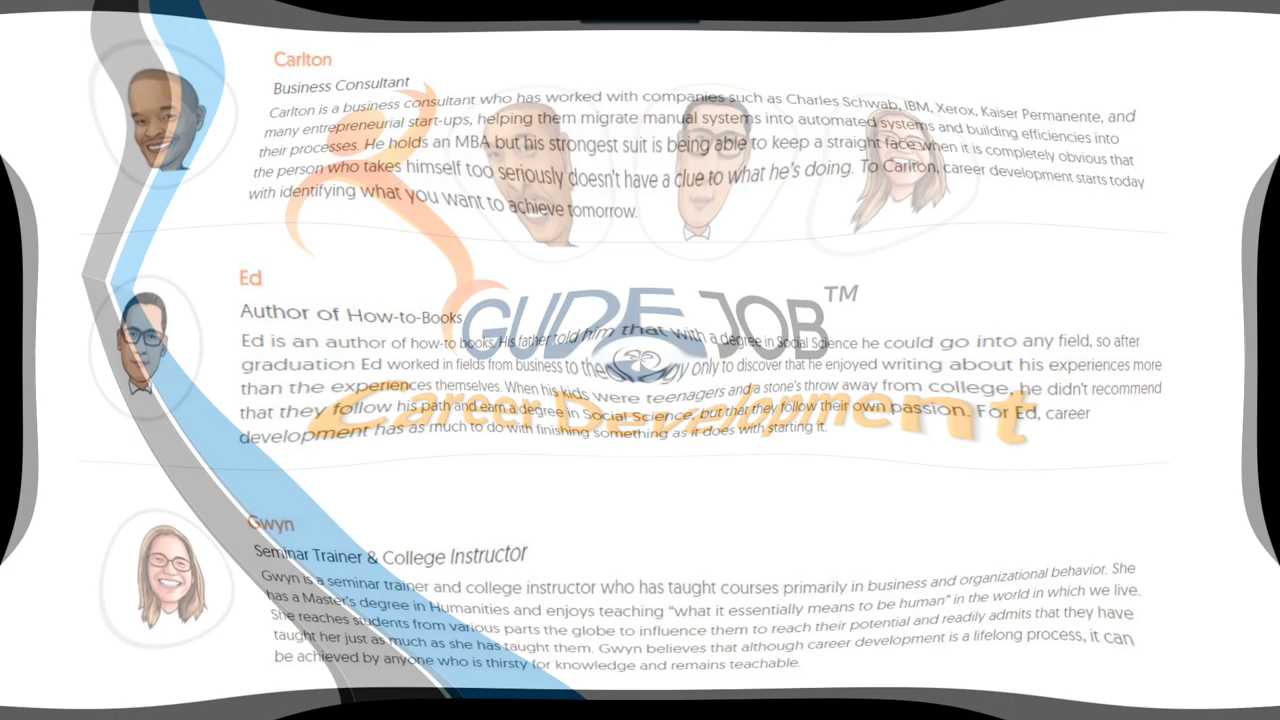 Carlton
Business Consultant
Carlton is a business consultant who has worked with companies such as Charles Schwab, IBM, Xerox, Kaiser Permanente, and
many entrepreneurial start-ups, helping them migrate manual systems into automated systems and building efficiencies into
their processes. He holds an MBA but his strongest suit is being able to keep a straight face when it is completely obvious that
the person who takes himself too seriously doesn't have a clue to what he's doing. To Carlton, career development starts today
with identifying what you want to achieve tomorrow.
Ed
GUDE JOB™
Author of How-to-Books
Ed is an author of how-to books. His father told him that with a degree in Social Science he could go into any field, so after
graduation Ed worked in fields from business to only to discover that he enjoyed writing about his experiences more
than the experiences themselves. When his kids were teenagers and a stone's throw away from college, he didn't recommend
that they follow his path and earn a degree in Social Science, but that they follow their own passion. For Ed, career
Career Development
development has as much to do with finishing something as it does with starting it.
Gwyn
Seminar Trainer & College Instructor
Gwyn is a seminar trainer and college instructor who has taught courses primarily in business and organizational behavior. She
has a Master's degree in Humanities and enjoys teaching "what it essentially means to be human" in the world in which we live.
She reaches students from various parts the globe to influence them to reach their potential and readily admits that they have
taught her just as much as she has taught them. Gwyn believes that although career development is a lifelong process, it can
be achieved by anyone who is thirsty for knowledge and remains teachable.